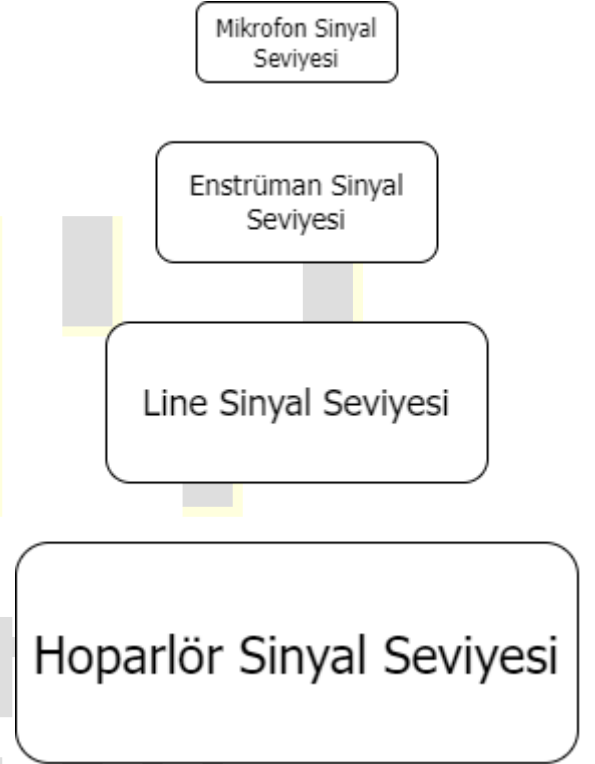 Mikrofon Sinyal
Seviyesi
Enstrüman Sinyal
Seviyesi
Line Sinyal Seviyesi
Hoparlör Sinyal Seviyesi